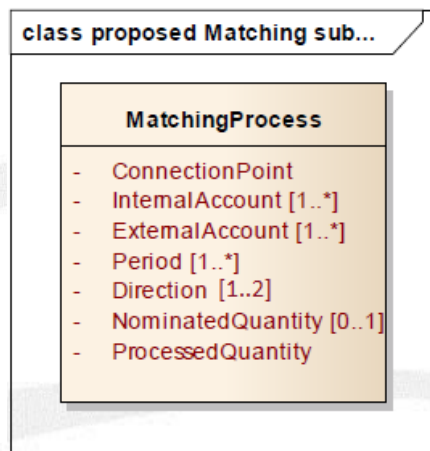 class proposed Matching sub...
MatchingProcess
- ConnectionPoint
- InternalAccount [1..*]
- ExternalAccount [1..*]
- Period [1..*]
- Direction [1..2]
- NominatedQuantity [0..1]
- ProcessedQuantity